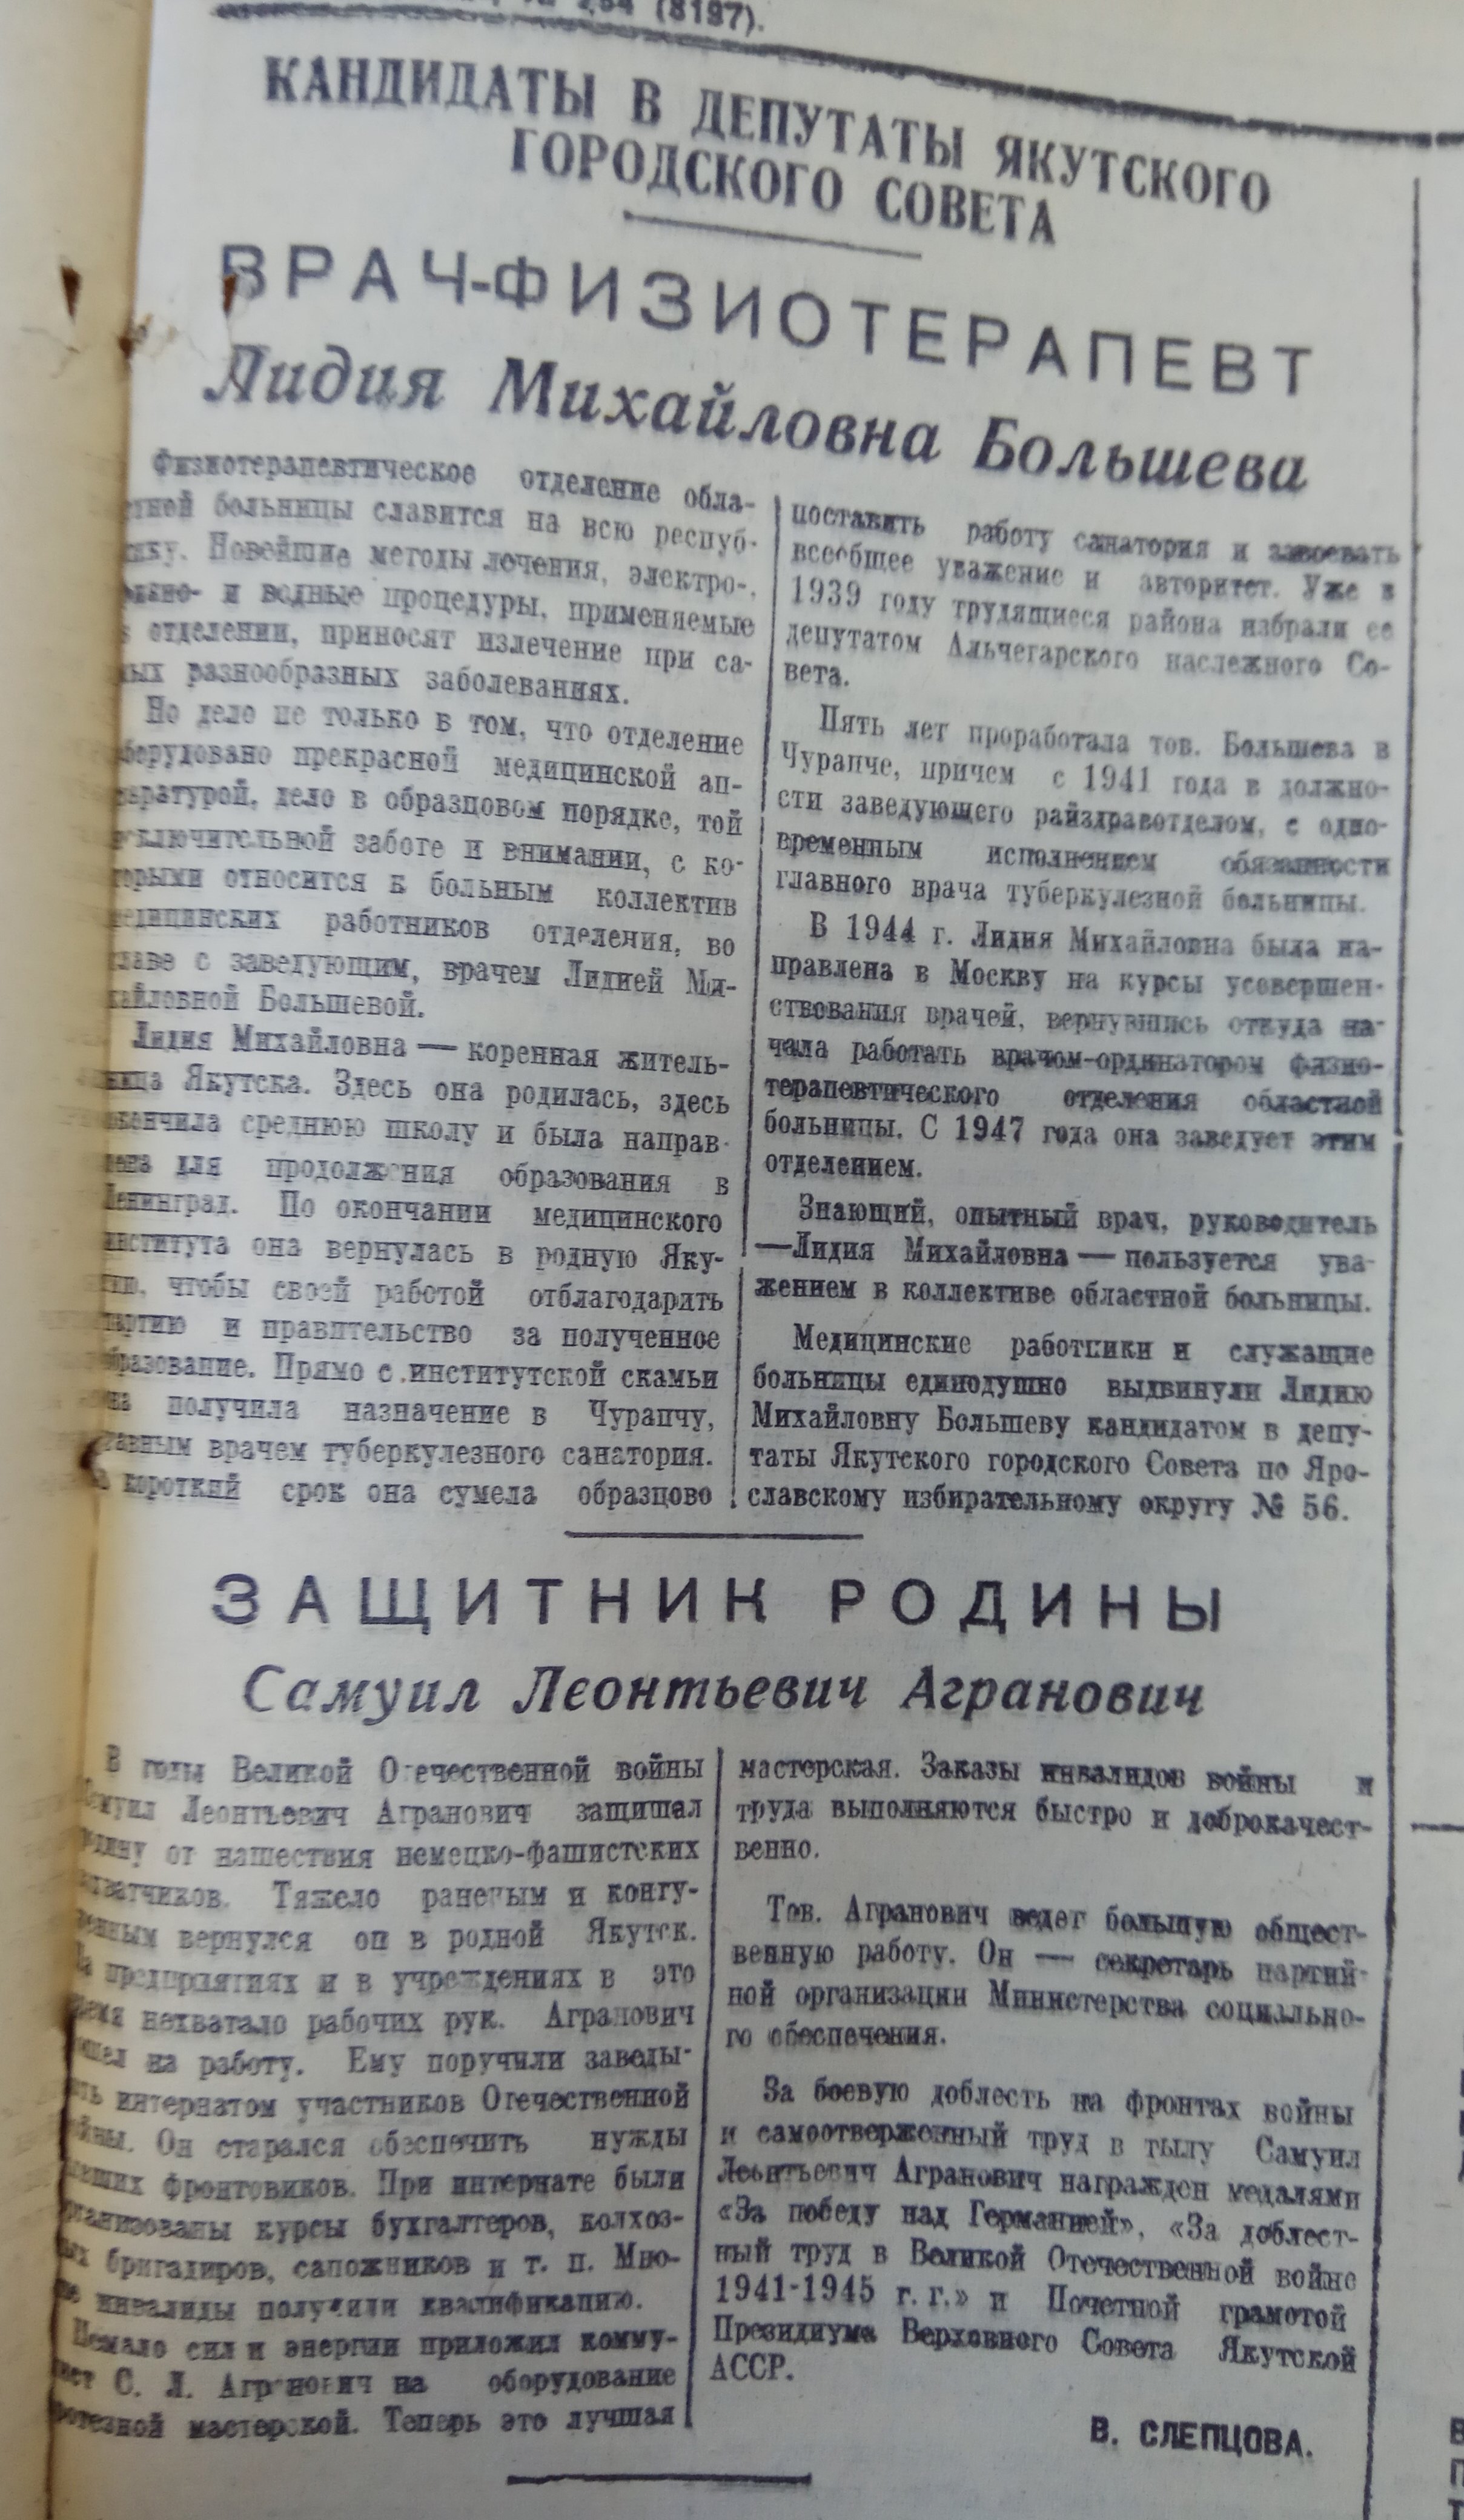 254 (8197).
КАНДИДАТЫ В ДЕПУТАТЫ ЯКУТСКОГО
ГОРОДСКОГО СОВЕТА
ВРАЧ-ФИЗИОТЕРАПЕВТ
Лидия Михайловна Большева
Физиотерапевтическое отделение обла-
стной больницы славится на всю респуб-
лику. Новейшие методы лечения, электро-,
и водные процедуры, применяемые
в отделении, приносят излечение при са-
мых разнообразных заболеваниях.
Но дело не только в том, что отделение
оборудовано прекрасной медицинской ап-
паратурой, дело в образцовом порядке, той
исключительной заботе и внимании, с ко-
торыми относится к больным коллектив
медицинских работников отделения, во
главе с заведующим, врачем Лидией Ми-
хайловной Большевой.
Лидия Михайловна — коренная житель-
ница Якутска. Здесь она родилась, здесь
окончила среднюю школу и была направ-
лена для продолжения образования в
Ленинград. По окончании медицинского
института она вернулась в родную Яку-
тию, чтобы своей работой отблагодарить
партию и правительство за полученное
образование. Прямо с институтской скамьи
она получила назначение в Чурапчу,
главным врачем туберкулезного санатория.
За короткий срок она сумела образцово
поставить работу санатория и завоевать
всеобщее уважение и авторитет. Уже в
1939 году трудящиеся района избрали ее
депутатом Альчегарского наслежного Со-
вета.
Пять лет проработала тов. Большева в
Чурапче, причем с 1941 года в должно-
сти заведующего райздравотделом, с одно-
временным исполнением обязанности
главного врача туберкулезной больницы.
В 1944 г. Лидия Михайловна была на-
правлена в Москву на курсы усовершен-
ствования врачей, вернувшись откуда на-
чала работать врачом-ординатором физио-
терапевтического отделения областной
больницы. С 1947 года она заведует этим
отделением.
Знающий, опытный врач, руководитель
—Лидия Михайловна — пользуется ува-
жением в коллективе областной больницы.
Медицинские работники и служащие
больницы единодушно выдвинули Лидию
Михайловну Большеву кандидатом в депу-
таты Якутского городского Совета по Яро-
славскому избирательному округу № 56.
ЗАЩИТНИК РОДИНЫ
Самуил Леонтьевич Агранович
В годы Великой Отечественной войны
Самуил Леонтьевич Агранович защищал
Родину от нашествия немецко-фашистских
захватчиков. Тяжело раненым и конту-
женным вернулся он в родной Якутск.
На предприятиях и в учреждениях в это
время нехватало рабочих рук. Агранович
пошел на работу. Ему поручили заведы-
вать интернатом участников Отечественной
войны. Он старался обеспечить нужды
бывших фронтовиков. При интернате были
организованы курсы бухгалтеров, колхоз-
ных бригадиров, сапожников и т. п. Мно-
гие инвалиды получили квалификацию.
Немало сил и энергии приложил комму-
нист С. Л. Агранович на оборудование
протезной мастерской. Теперь это лучшая
мастерская. Заказы инвалидов войны и
труда выполняются быстро и доброкачест-
венно.
Тов. Агранович ведет большую общест-
венную работу. Он — секретарь партий-
ной организации Министерства социально-
го обеспечения.
За боевую доблесть на фронтах войны
и самоотверженный труд в тылу Самуил
Леонтьевич Агранович награжден медалями
«За победу над Германией», «За доблест-
ный труд в Великой Отечественной войне
1941-1945 г. г.» и Почетной грамотой
Президиума Верховного Совета Якутской
АССР.
В. СЛЕПЦОВА.